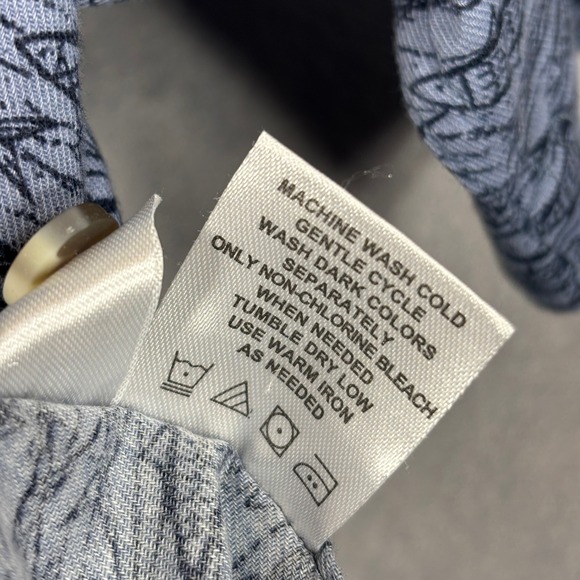 MACHINE WASH COLD
GENTLE CYCLE
WASH DARK COLORS
SEPARATELY
ONLY NON-CHLORINE BLEACH
WHEN NEEDED
TUMBLE DRY LOW
USE WARM IRON
AS NEEDED